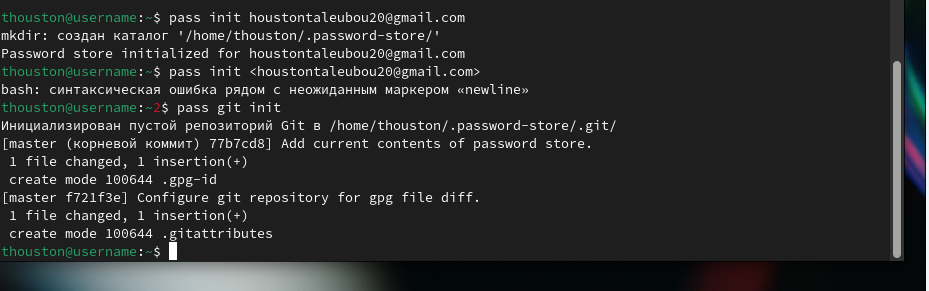 thouston@username:~$ pass init houstontaleubou20@gmail.com
mkdir: создан каталог '/home/thouston/.password-store/'
Password store initialized for houstontaleubou20@gmail.com
thouston@username:~$ pass init <houstontaleubou20@gmail.com>
bash: синтаксическая ошибка рядом с неожиданным маркером «newline»
thouston@username:~2$ pass git init
Инициализирован пустой репозиторий Git в /home/thouston/.password-store/.git/
[master (корневой коммит) 77b7cd8] Add current contents of password store.
 1 file changed, 1 insertion(+)
 create mode 100644 .gpg-id
[master f721f3e] Configure git repository for gpg file diff.
 1 file changed, 1 insertion(+)
 create mode 100644 .gitattributes
thouston@username:~$